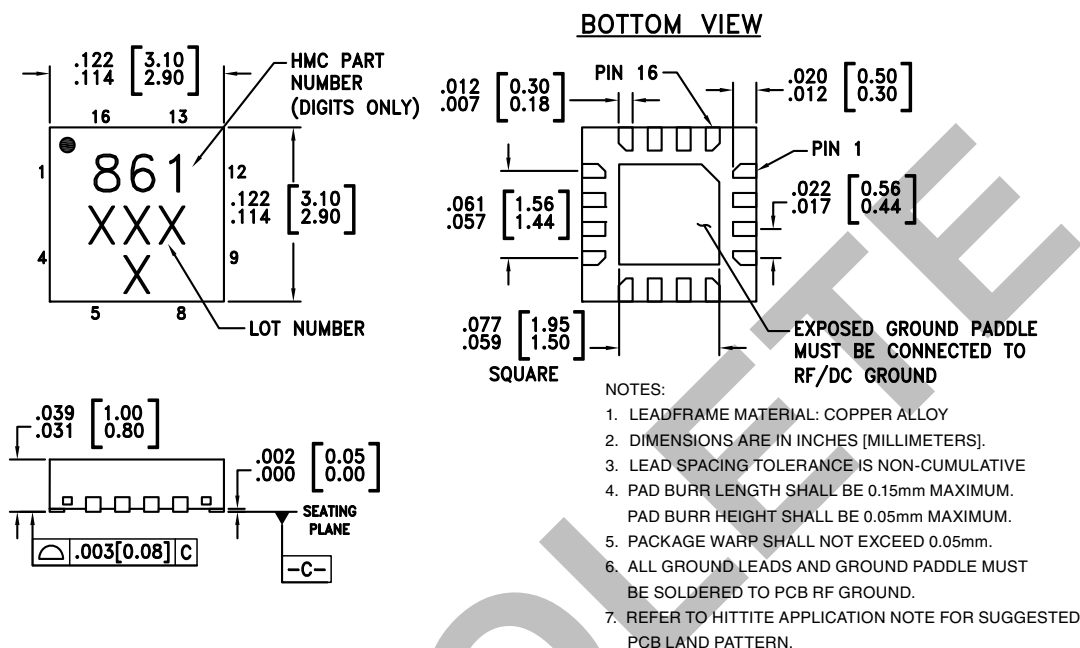 BOTTOM VIEW
.122 [3.10]
.114 [2.90]
HMC PART
NUMBER
(DIGITS ONLY)
16 13
861
XXX
X
1
4
12
9
5 8
.122 [3.10]
.114 [2.90]
LOT NUMBER
.012 [0.30]
.007 [0.18]
PIN 16
.020 [0.50]
.012 [0.30]
PIN 1
.061 [1.56]
.057 [1.44]
.022 [0.56]
.017 [0.44]
.077 [1.95]
.059 [1.50]
SQUARE
EXPOSED GROUND PADDLE
MUST BE CONNECTED TO
RF/DC GROUND
.039 [1.00]
.031 [0.80]
.002 [0.05]
.000 [0.00]
SEATING
PLANE
.003[0.08] C
-C-
NOTES:
1. LEADFRAME MATERIAL: COPPER ALLOY
2. DIMENSIONS ARE IN INCHES [MILLIMETERS].
3. LEAD SPACING TOLERANCE IS NON-CUMULATIVE
4. PAD BURR LENGTH SHALL BE 0.15mm MAXIMUM.
PAD BURR HEIGHT SHALL BE 0.05mm MAXIMUM.
5. PACKAGE WARP SHALL NOT EXCEED 0.05mm.
6. ALL GROUND LEADS AND GROUND PADDLE MUST
BE SOLDERED TO PCB RF GROUND.
7. REFER TO HITTITE APPLICATION NOTE FOR SUGGESTED
PCB LAND PATTERN.